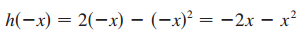 h(−x) = 2(−x) − (−x)² = −2x − x²